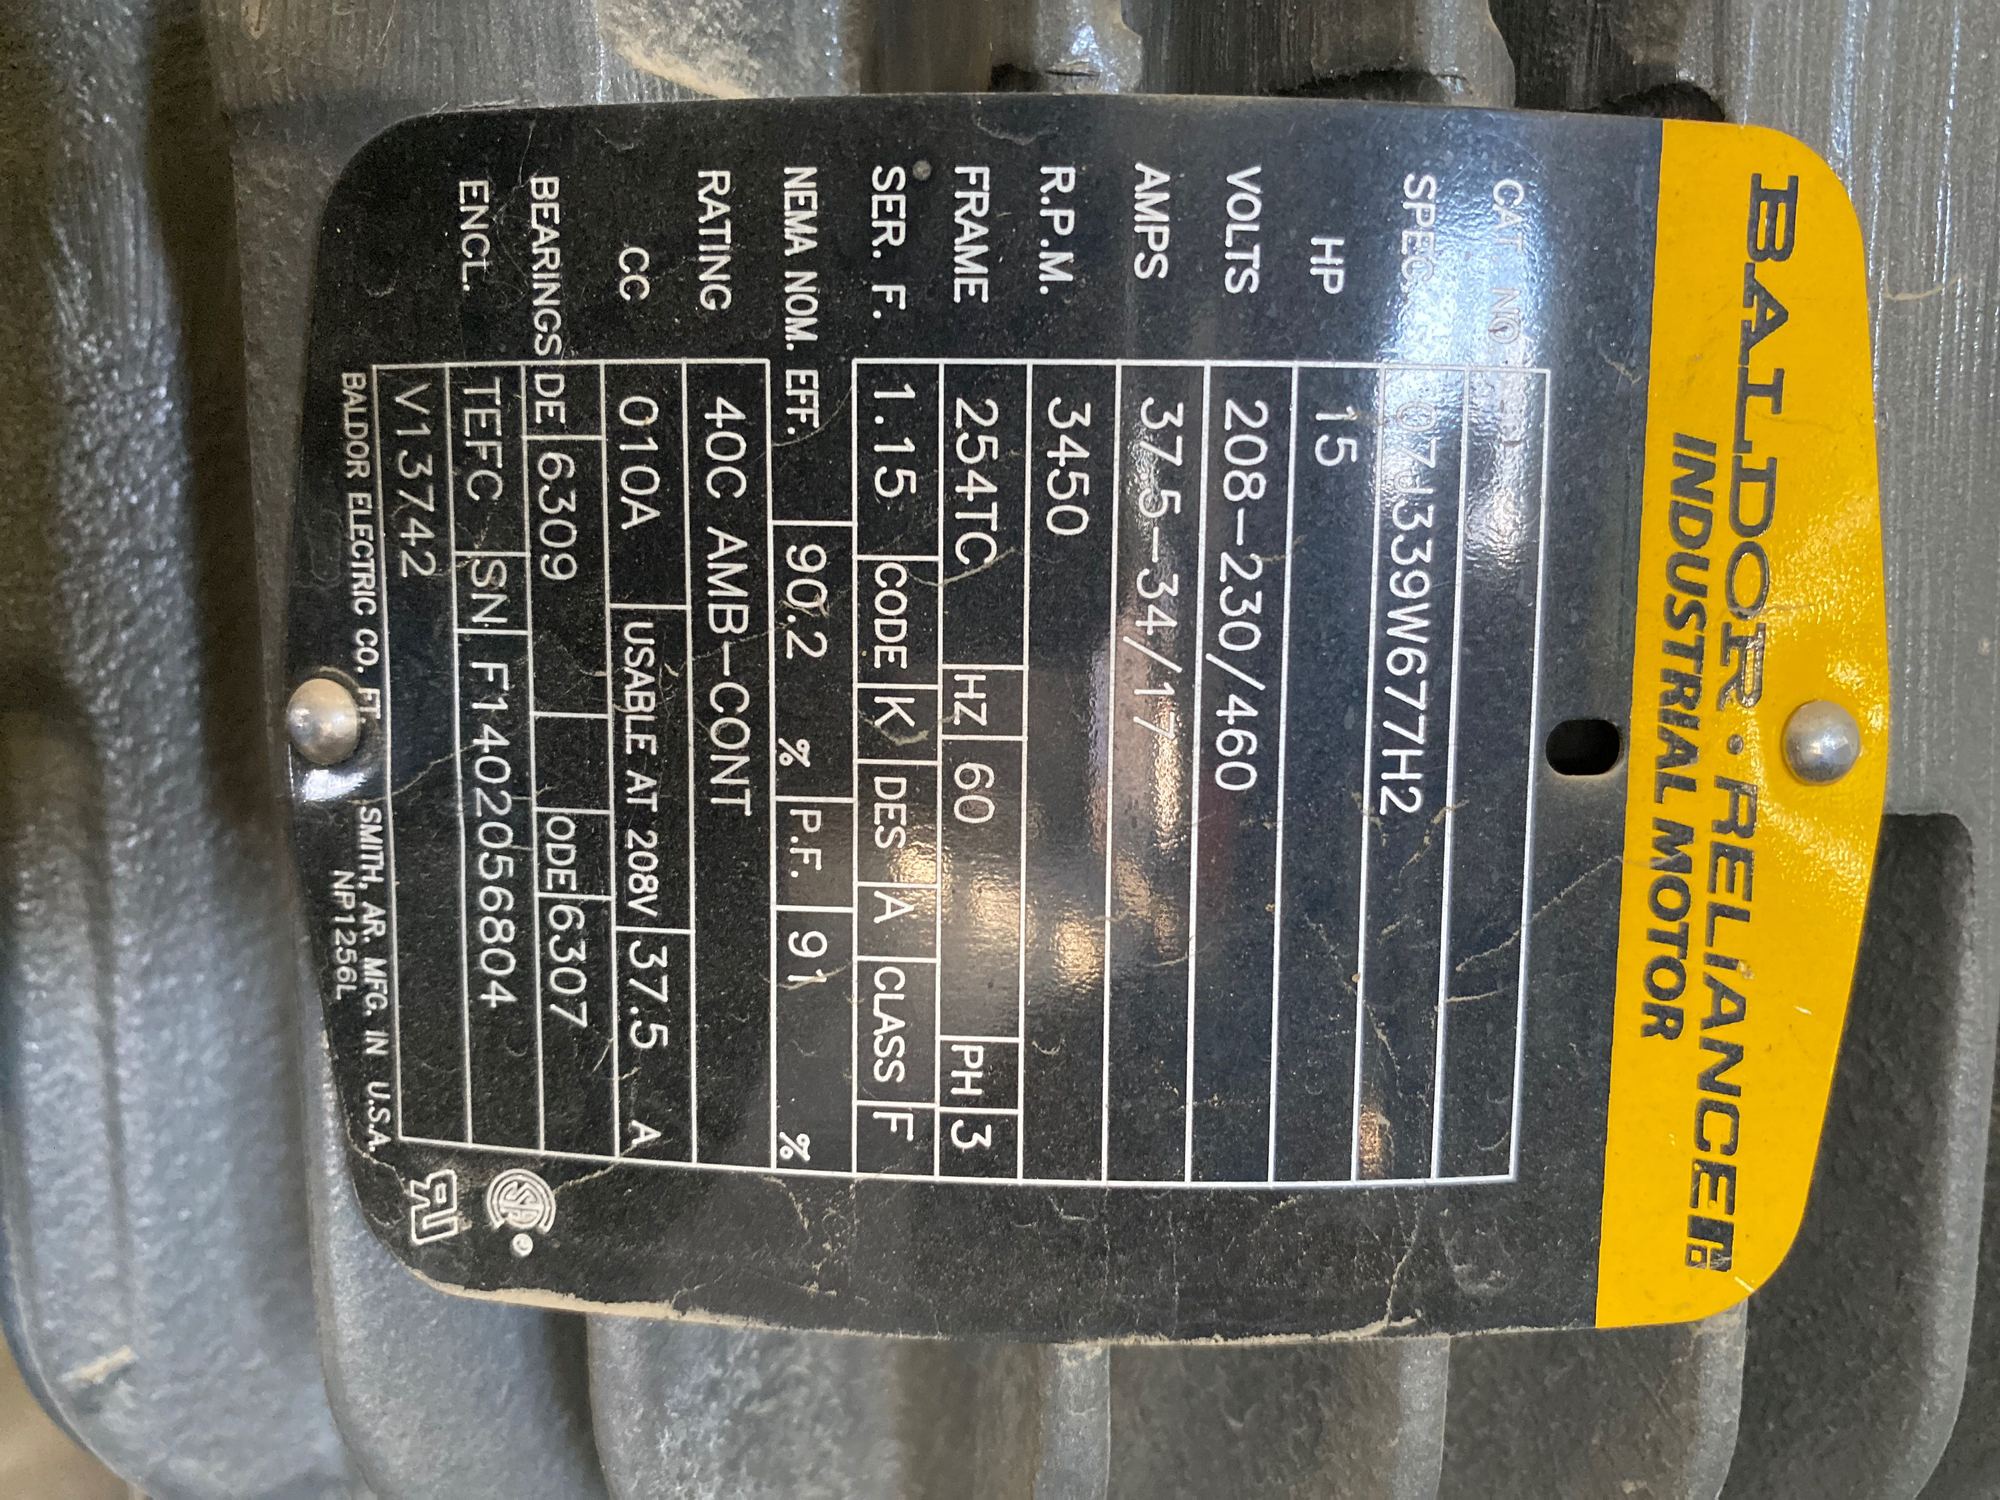 BALDOR • RELIANCER
INDUSTRIAL MOTOR
CAT. NO.
SPEC. 07J339W677H2
HP 15
VOLTS 208-230/460
AMPS 37.5-34/17
R.P.M. 3450
FRAME 254TC HZ 60 PH 3
SER. F. 1.15 CODE K DES A CLASS F
NEMA NOM. EFF. 90.2 % P.F. 91 %
RATING 40C AMB-CONT
CC 010A USABLE AT 208V 37.5 A
BEARINGS DE 6309 ODE 6307
ENCL. TEFC SN F1402056804
V13742
BALDOR ELECTRIC CO. FT. SMITH, AR. MFG. IN U.S.A.
NP1256L